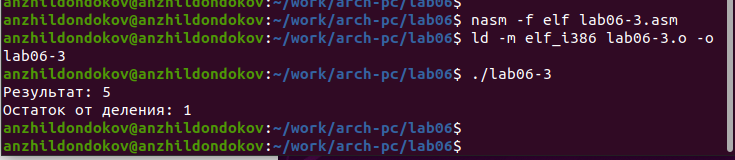 anzhildondokov@anzhildondokov:~/work/arch-pc/lab06$
anzhildondokov@anzhildondokov:~/work/arch-pc/lab06$ nasm -f elf lab06-3.asm
anzhildondokov@anzhildondokov:~/work/arch-pc/lab06$ ld -m elf_i386 lab06-3.o -o
lab06-3
anzhildondokov@anzhildondokov:~/work/arch-pc/lab06$ ./lab06-3
Результат: 5
Остаток от деления: 1
anzhildondokov@anzhildondokov:~/work/arch-pc/lab06$
anzhildondokov@anzhildondokov:~/work/arch-pc/lab06$